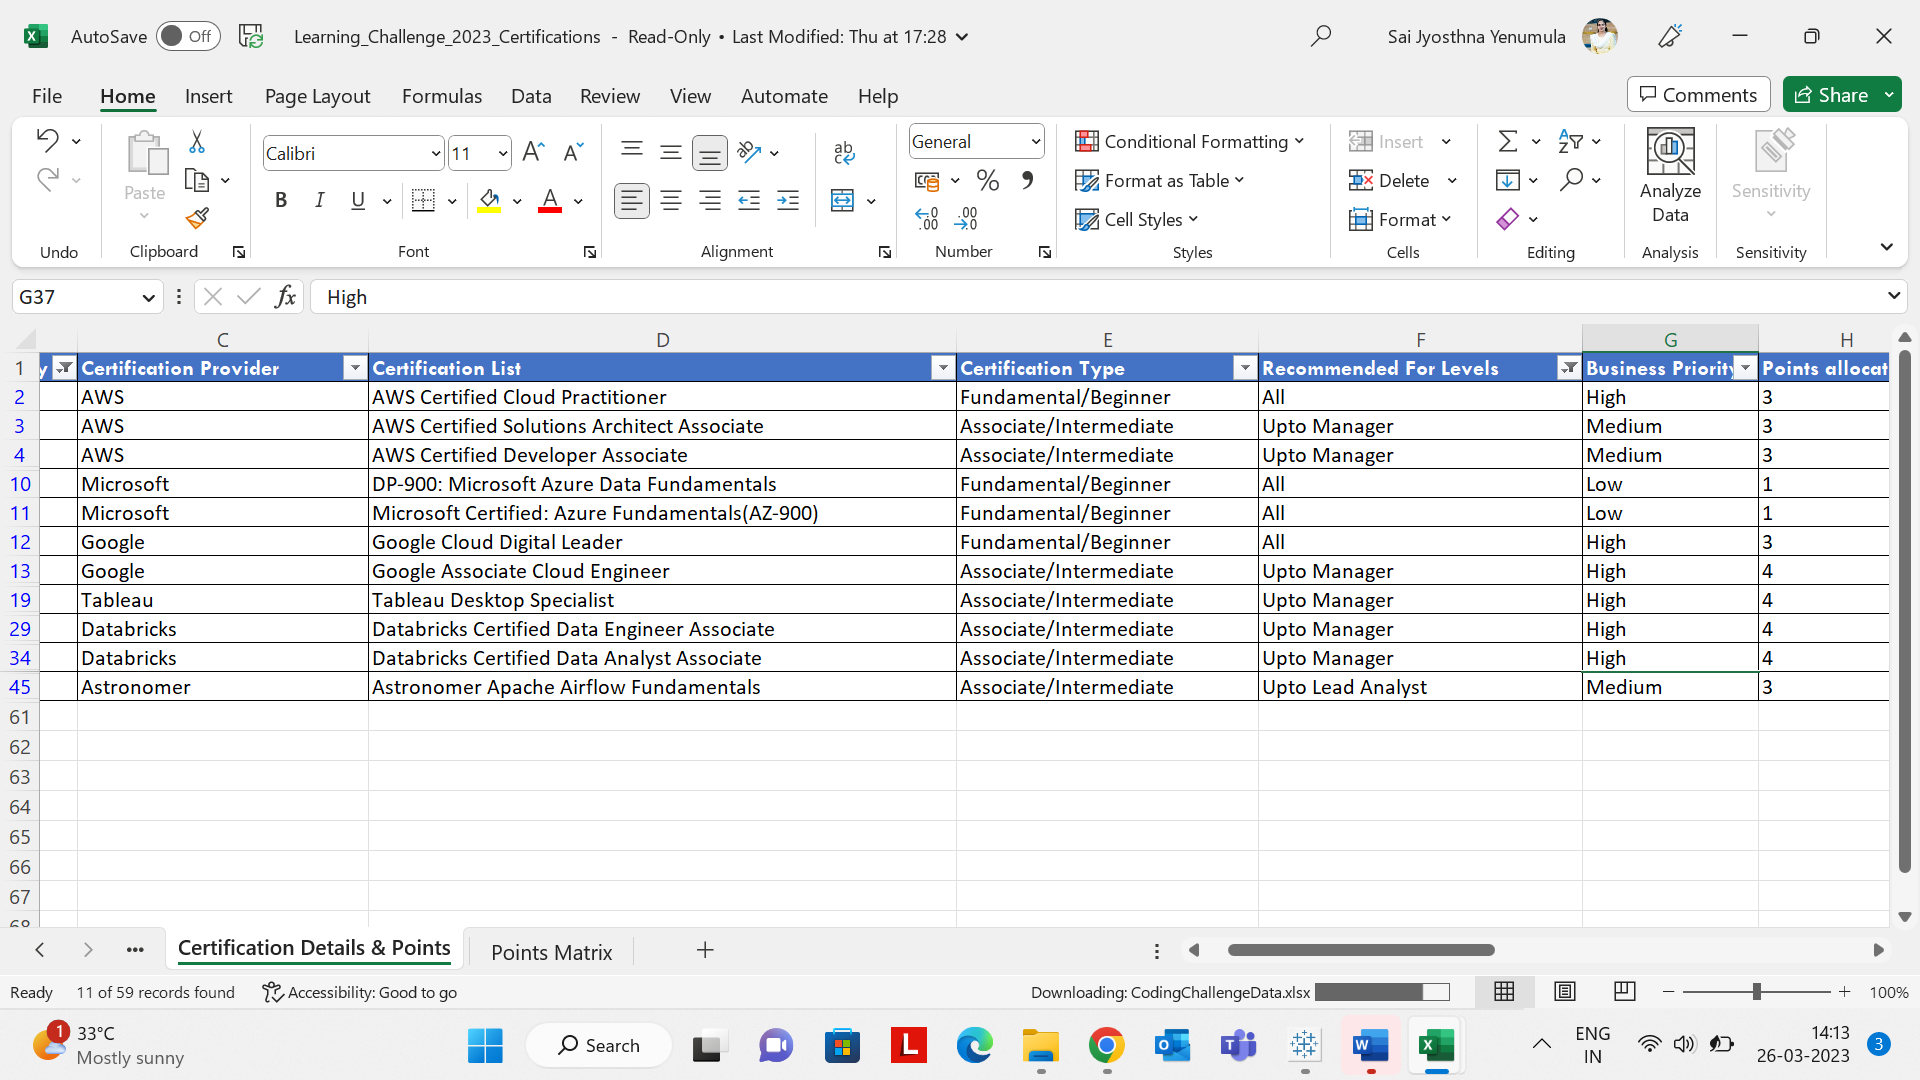 AutoSave Off Learning_Challenge_2023_Certifications - Read-Only • Last Modified: Thu at 17:28 Sai Jyosthna Yenumula
File Home Insert Page Layout Formulas Data Review View Automate Help Comments Share
Paste Calibri 11 General Conditional Formatting Format as Table Cell Styles Insert Delete Format Analyze Data Sensitivity
Undo Clipboard Font Alignment Number Styles Cells Editing Analysis Sensitivity
G37 fx High
C D E F G H
1 y Certification Provider Certification List Certification Type Recommended For Levels Business Priority Points allocat
2 AWS AWS Certified Cloud Practitioner Fundamental/Beginner All High 3
3 AWS AWS Certified Solutions Architect Associate Associate/Intermediate Upto Manager Medium 3
4 AWS AWS Certified Developer Associate Associate/Intermediate Upto Manager Medium 3
10 Microsoft DP-900: Microsoft Azure Data Fundamentals Fundamental/Beginner All Low 1
11 Microsoft Microsoft Certified: Azure Fundamentals(AZ-900) Fundamental/Beginner All Low 1
12 Google Google Cloud Digital Leader Fundamental/Beginner All High 3
13 Google Google Associate Cloud Engineer Associate/Intermediate Upto Manager High 4
19 Tableau Tableau Desktop Specialist Associate/Intermediate Upto Manager High 4
29 Databricks Databricks Certified Data Engineer Associate Associate/Intermediate Upto Manager High 4
34 Databricks Databricks Certified Data Analyst Associate Associate/Intermediate Upto Manager High 4
45 Astronomer Astronomer Apache Airflow Fundamentals Associate/Intermediate Upto Lead Analyst Medium 3
61
62
63
64
65
66
67
68
Certification Details & Points Points Matrix
Ready 11 of 59 records found Accessibility: Good to go Downloading: CodingChallengeData.xlsx 100%
1 33°C Search ENG 14:13
Mostly sunny IN 26-03-2023 3